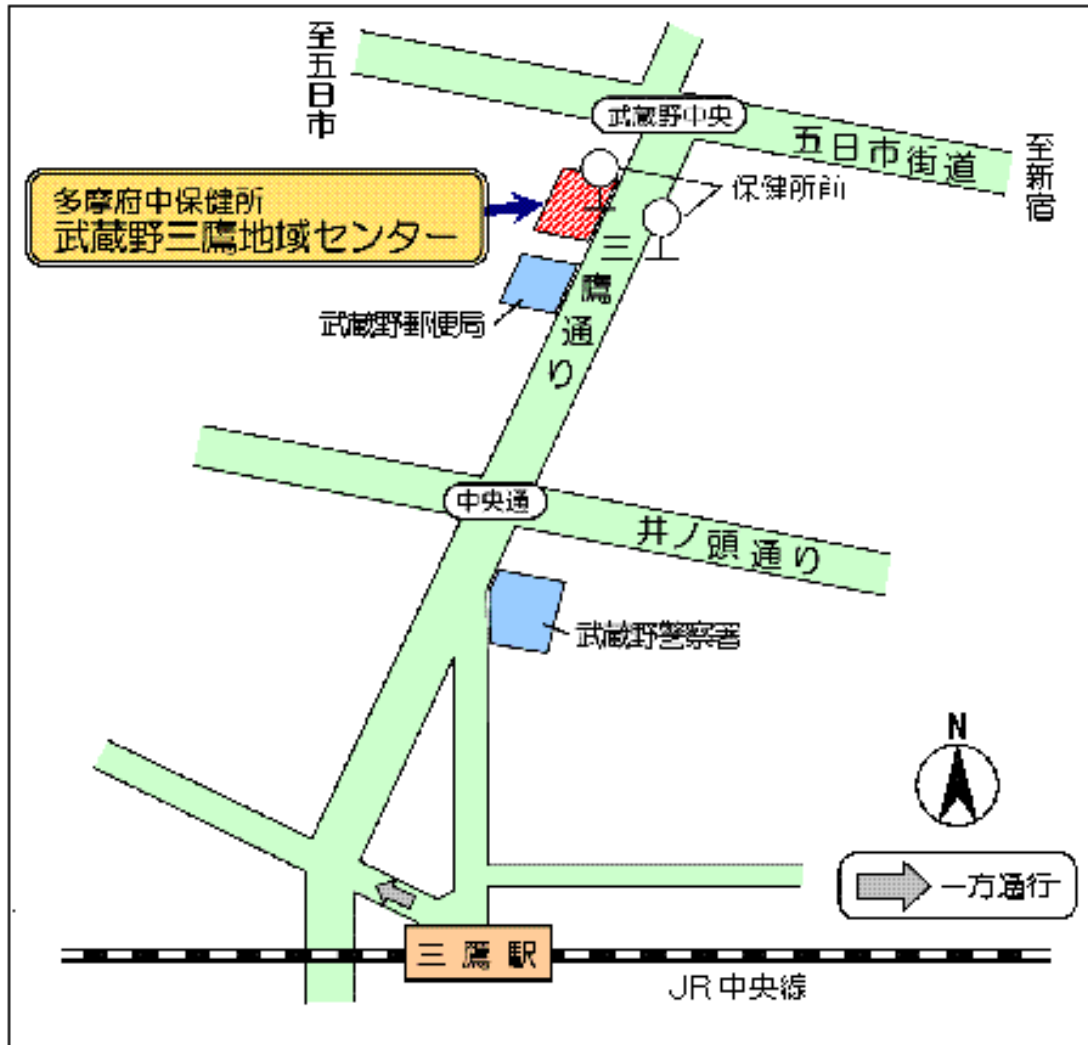 至五日市
武蔵野中央
五日市街道
至新宿
多摩府中保健所
武蔵野三鷹地域センター
保健所前
三鷹通り
武蔵野郵便局
中央通
井ノ頭通り
武蔵野警察署
N
一方通行
三鷹駅
JR中央線